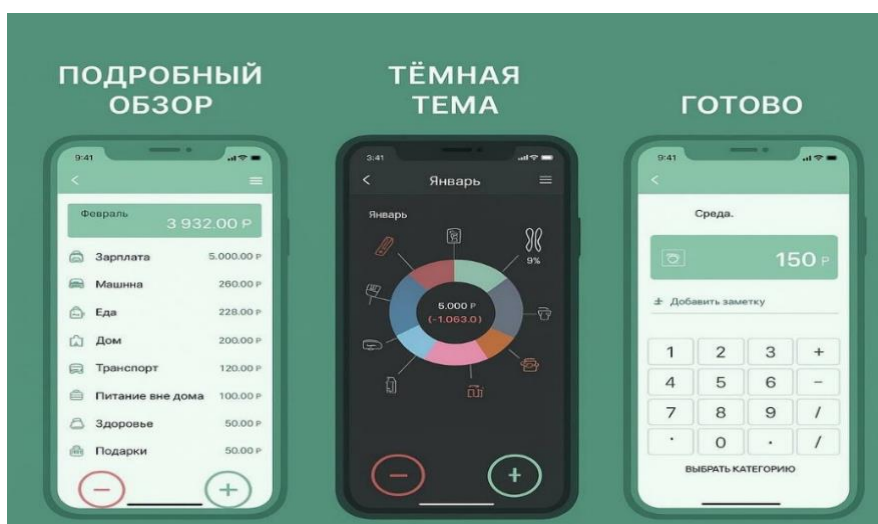 ПОДРОБНЫЙ
ОБЗОР
9:41
Февраль
3 932.00 Р
Зарплата 5.000.00 Р
Машнна 260.00 Р
Еда 228.00 Р
Дом 200.00 Р
Транспорт 120.00 Р
Питание вне дома 100.00 Р
Здоровье 50.00 Р
Подарки 50.00 Р
ТЁМНАЯ
ТЕМА
3:41
Январь
Январь
9%
5.000 Р
(-1.063.0)
ГОТОВО
9:41
Среда.
150 Р
± Добавить заметку
1 2 3 +
4 5 6 −
7 8 9 /
· 0 · /
ВЫБРАТЬ КАТЕГОРИЮ